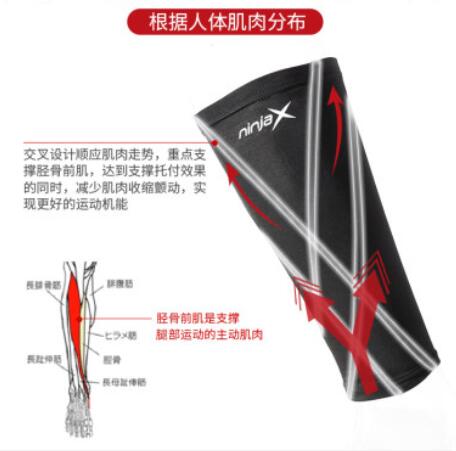 根据人体肌肉分布
ninjaX
交叉设计顺应肌肉走势，重点支
撑胫骨前肌，达到支撑托付效果
的同时，减少肌肉收缩颤动，实
现更好的运动机能
長腓骨筋
腓腹筋
ヒラメ筋
脛骨
長趾伸筋
長母趾伸筋
胫骨前肌是支撑
腿部运动的主动肌肉